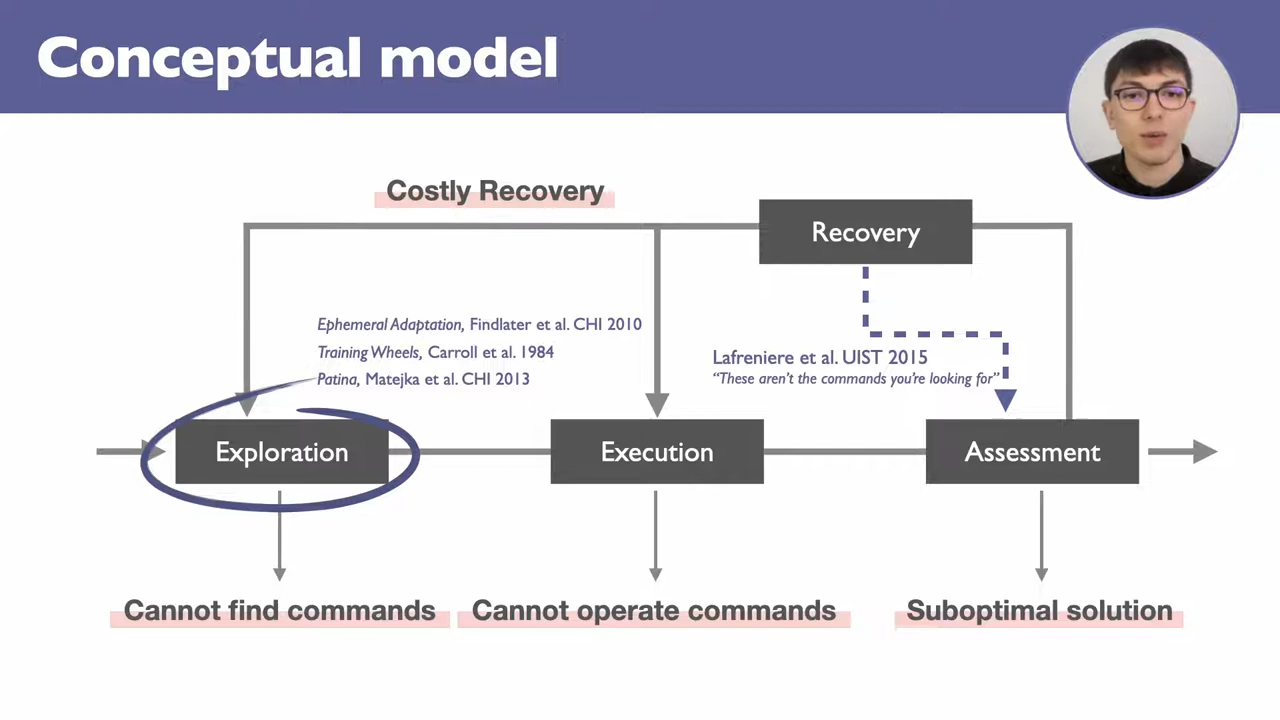 Conceptual model
Costly Recovery
Recovery
Ephemeral Adaptation, Findlater et al. CHI 2010
Training Wheels, Carroll et al. 1984
Patina, Matejka et al. CHI 2013
Lafreniere et al. UIST 2015
“These aren’t the commands you’re looking for”
Exploration
Execution
Assessment
Cannot find commands
Cannot operate commands
Suboptimal solution